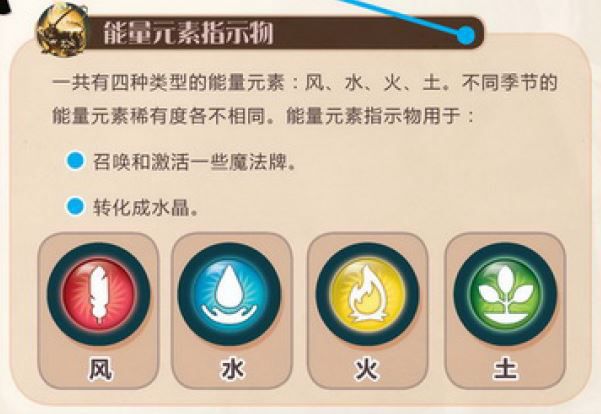 能量元素指示物
一共有四种类型的能量元素：风、水、火、土。不同季节的
能量元素稀有度各不相同。能量元素指示物用于：
召唤和激活一些魔法牌。
转化成水晶。
风
水
火
土